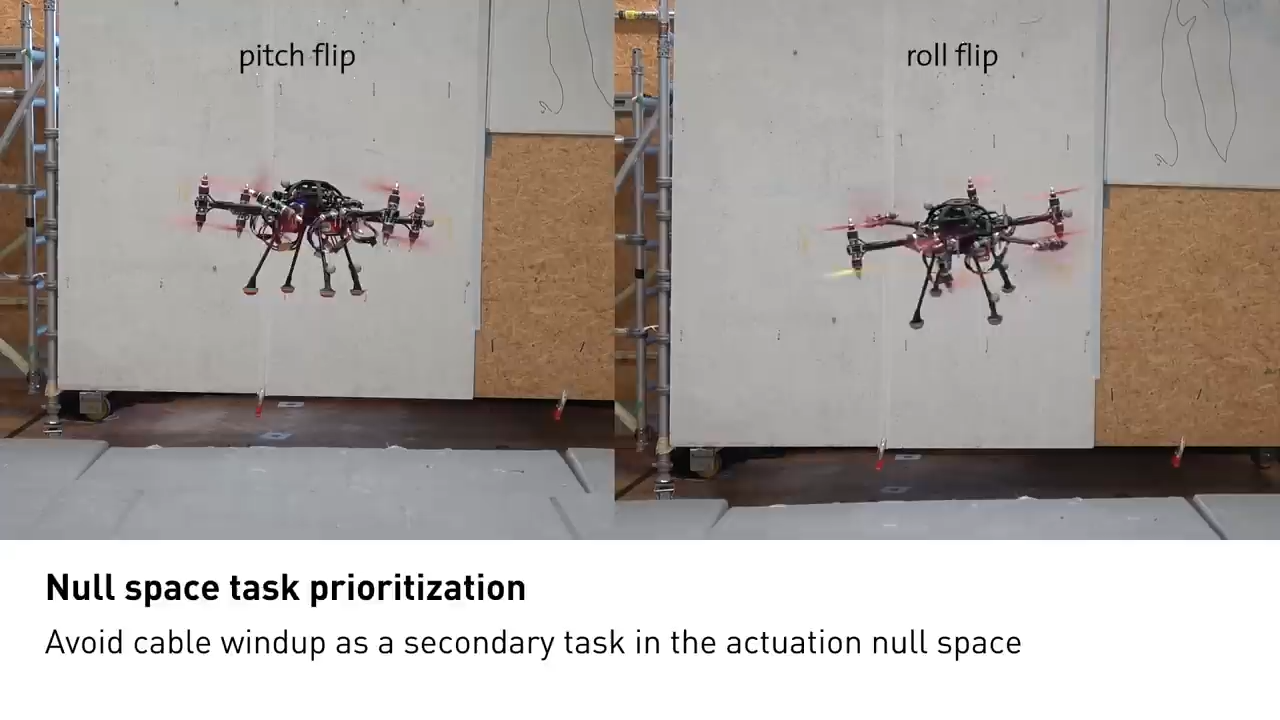 pitch flip
roll flip
Null space task prioritization
Avoid cable windup as a secondary task in the actuation null space